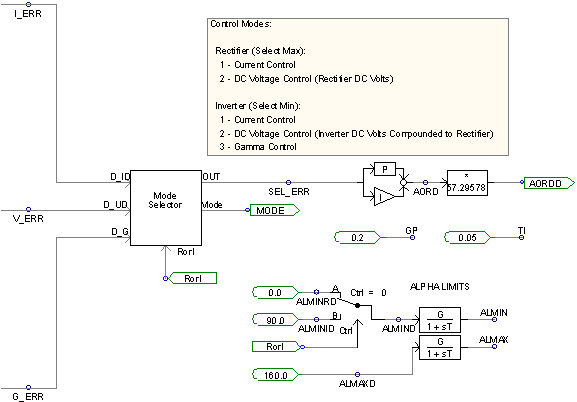 I_ERR
Control Modes:
Rectifier (Select Max):
1 - Current Control
2 - DC Voltage Control (Rectifier DC Volts)
Inverter (Select Min):
1 - Current Control
2 - DC Voltage Control (Inverter DC Volts Compounded to Rectifier)
3 - Gamma Control
D_ID
OUT
SEL_ERR
P
I
AORD
*
57.29578
AORDD
Mode
Selector
V_ERR
D_UD
Mode
MODE
D_G
RorI
RorI
0.2
GP
0.05
TI
0.0
ALMINRD
A
Ctrl = 0
ALPHA LIMITS
90.0
ALMINID
B
Ctrl
ALMIND
G
1 + sT
ALMIN
RorI
G
1 + sT
ALMAX
160.0
ALMAXD
G_ERR